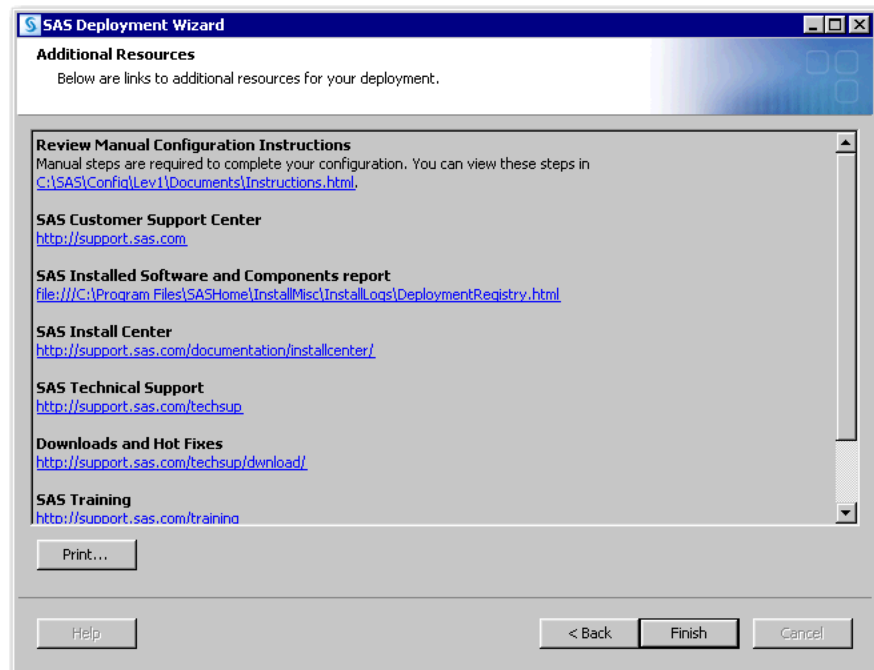 SAS Deployment Wizard
Additional Resources
Below are links to additional resources for your deployment.
Review Manual Configuration Instructions
Manual steps are required to complete your configuration. You can view these steps in
C:\SAS\Config\Lev1\Documents\Instructions.html.
SAS Customer Support Center
http://support.sas.com
SAS Installed Software and Components report
file:///C:\Program Files\SASHome\InstallMisc\InstallLogs\DeploymentRegistry.html
SAS Install Center
http://support.sas.com/documentation/installcenter/
SAS Technical Support
http://support.sas.com/techsup
Downloads and Hot Fixes
http://support.sas.com/techsup/dwnload/
SAS Training
http://support.sas.com/training
Print...
Help
< Back
Finish
Cancel